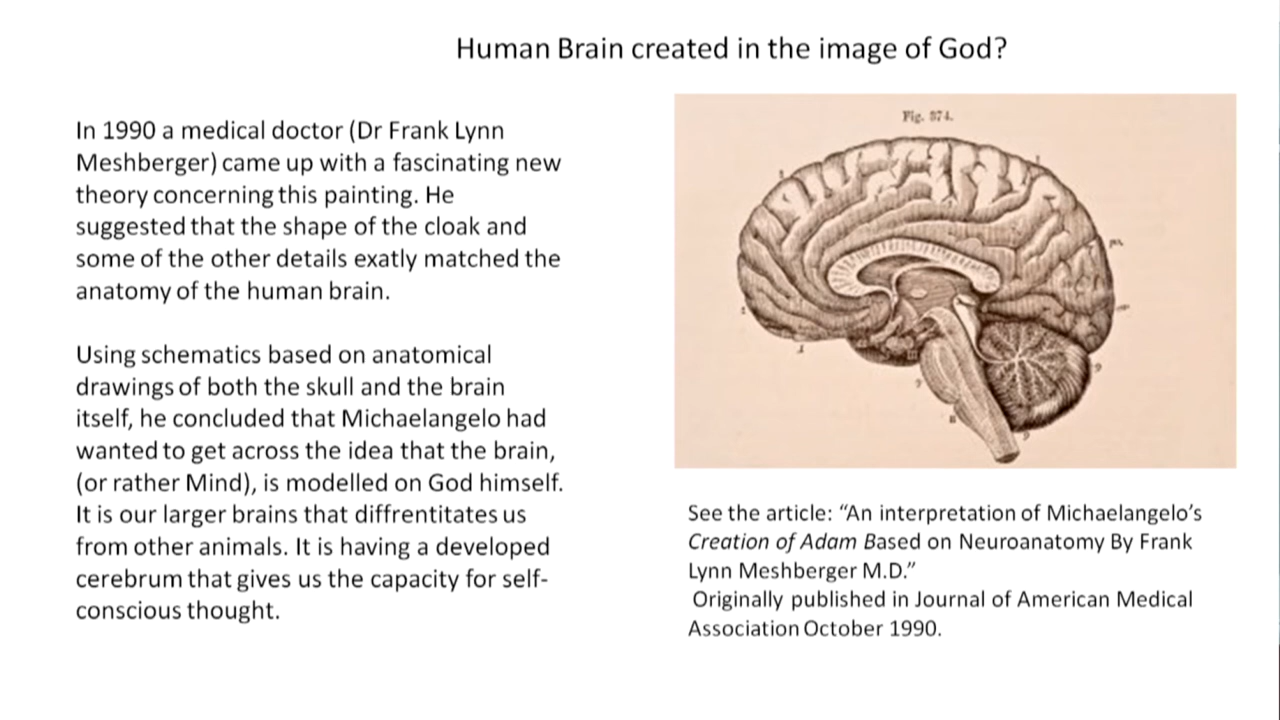 Human Brain created in the image of God?
In 1990 a medical doctor (Dr Frank Lynn
Meshberger) came up with a fascinating new
theory concerning this painting. He
suggested that the shape of the cloak and
some of the other details exatly matched the
anatomy of the human brain.
Using schematics based on anatomical
drawings of both the skull and the brain
itself, he concluded that Michaelangelo had
wanted to get across the idea that the brain,
(or rather Mind), is modelled on God himself.
It is our larger brains that diffrentitates us
from other animals. It is having a developed
cerebrum that gives us the capacity for self-
conscious thought.
Fig. 374.
See the article: “An interpretation of Michaelangelo’s
Creation of Adam Based on Neuroanatomy By Frank
Lynn Meshberger M.D.”
Originally published in Journal of American Medical
Association October 1990.